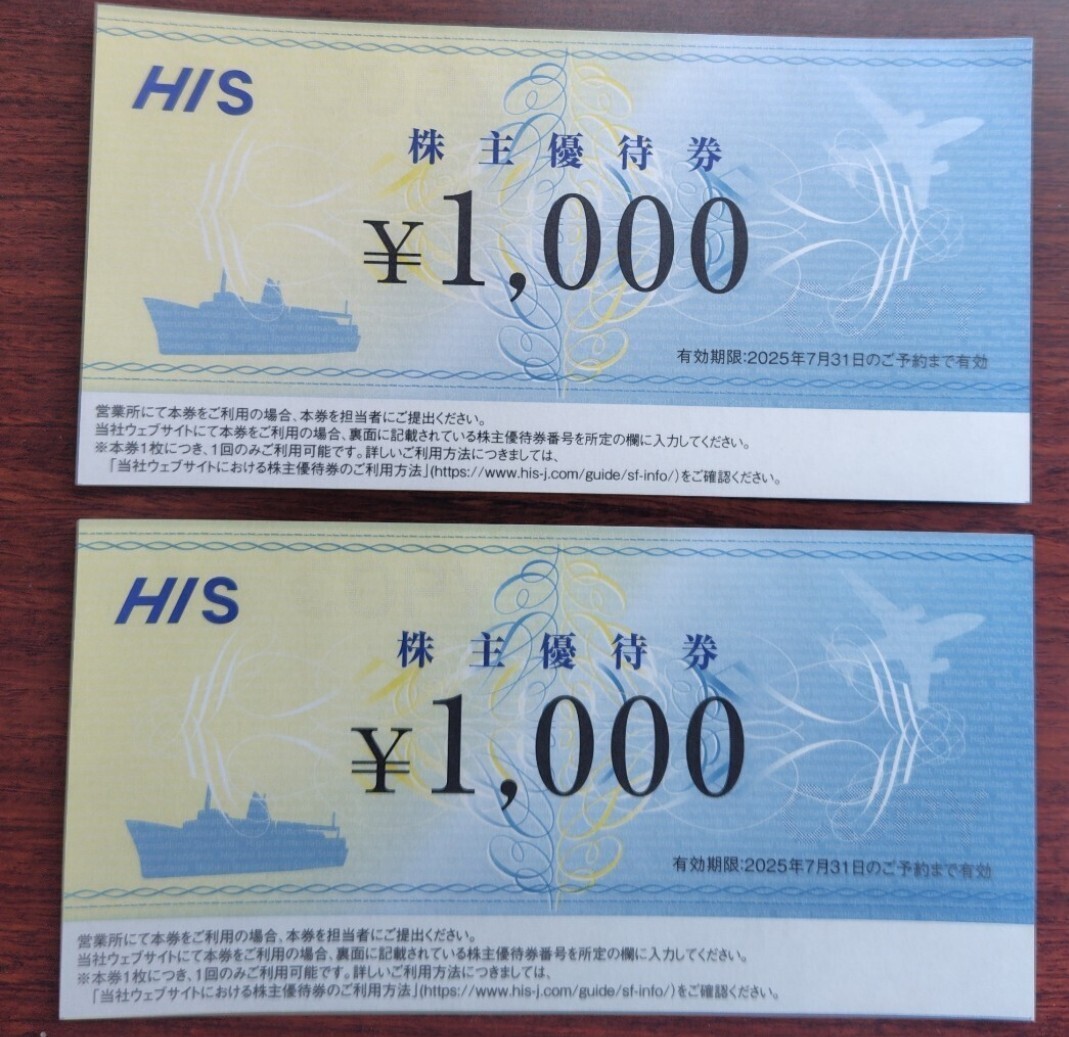 HIS
株主優待券
¥1,000
有効期限:2025年7月31日のご予約まで有効
営業所にて本券をご利用の場合、本券を担当者にご提出ください。
当社ウェブサイトにて本券をご利用の場合、裏面に記載されている株主優待券番号を所定の欄に入力してください。
※本券1枚につき、1回のみご利用可能です。詳しいご利用方法につきましては、
「当社ウェブサイトにおける株主優待券のご利用方法」(https://www.his-j.com/guide/sf-info/)をご確認ください。
HIS
株主優待券
¥1,000
有効期限:2025年7月31日のご予約まで有効
営業所にて本券をご利用の場合、本券を担当者にご提出ください。
当社ウェブサイトにて本券をご利用の場合、裏面に記載されている株主優待券番号を所定の欄に入力してください。
※本券1枚につき、1回のみご利用可能です。詳しいご利用方法につきましては、
「当社ウェブサイトにおける株主優待券のご利用方法」(https://www.his-j.com/guide/sf-info/)をご確認ください。